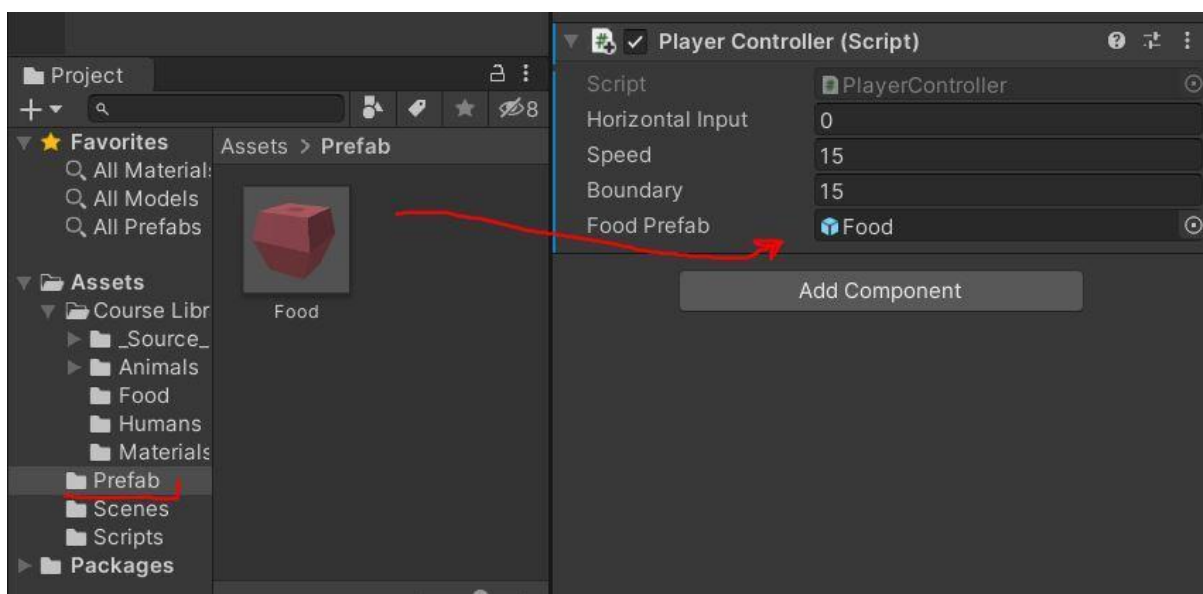 Project
8
Favorites
All Materials
All Models
All Prefabs
Assets
Course Libr
_Source_
Animals
Food
Humans
Materials
Prefab
Scenes
Scripts
Packages
Assets > Prefab
Food
Player Controller (Script)
Script PlayerController
Horizontal Input 0
Speed 15
Boundary 15
Food Prefab Food
Add Component